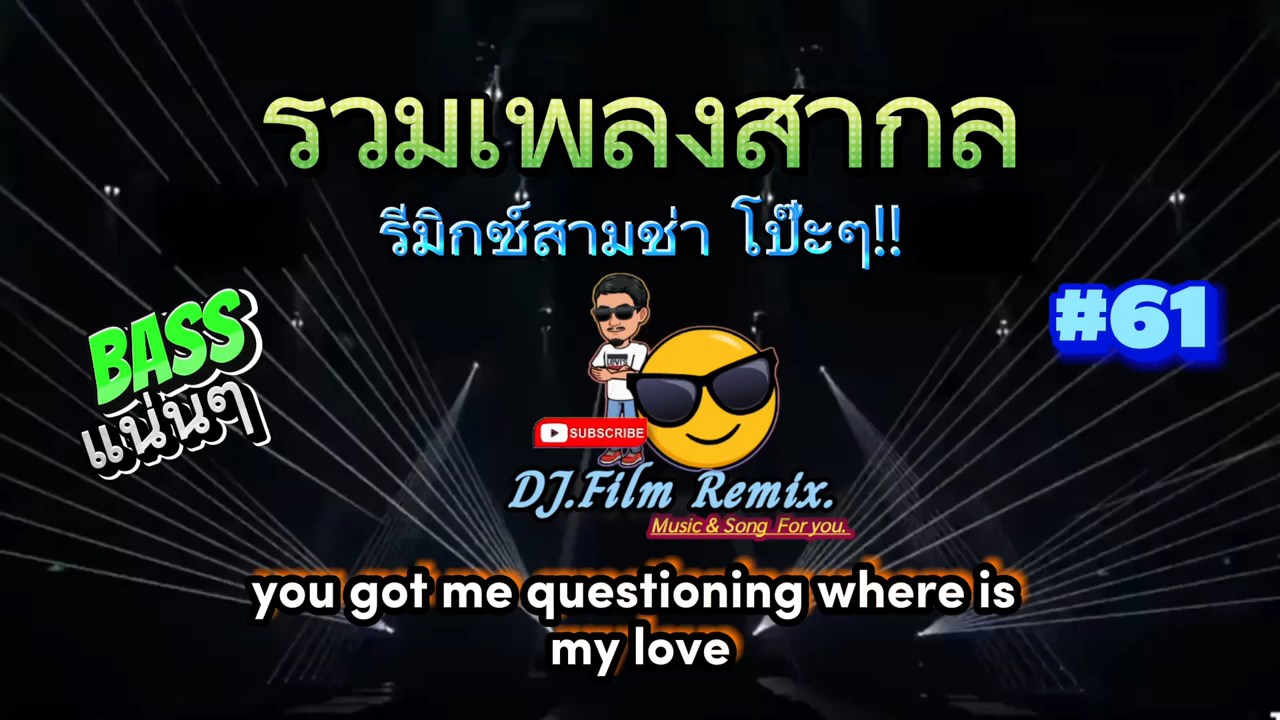 รวมเพลงสากล
รีมิกซ์สามช่า โป๊ะๆ!!
#61
BASS
แน่นๆ
LEVI'S
SUBSCRIBE
DJ.Film Remix.
Music & Song For you.
you got me questioning where is
my love